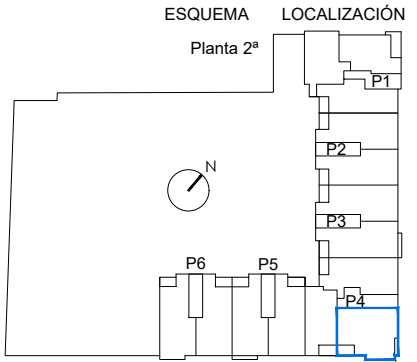 ESQUEMA LOCALIZACIÓN
Planta 2ª
P1
P2
N
P3
P6 P5
P4